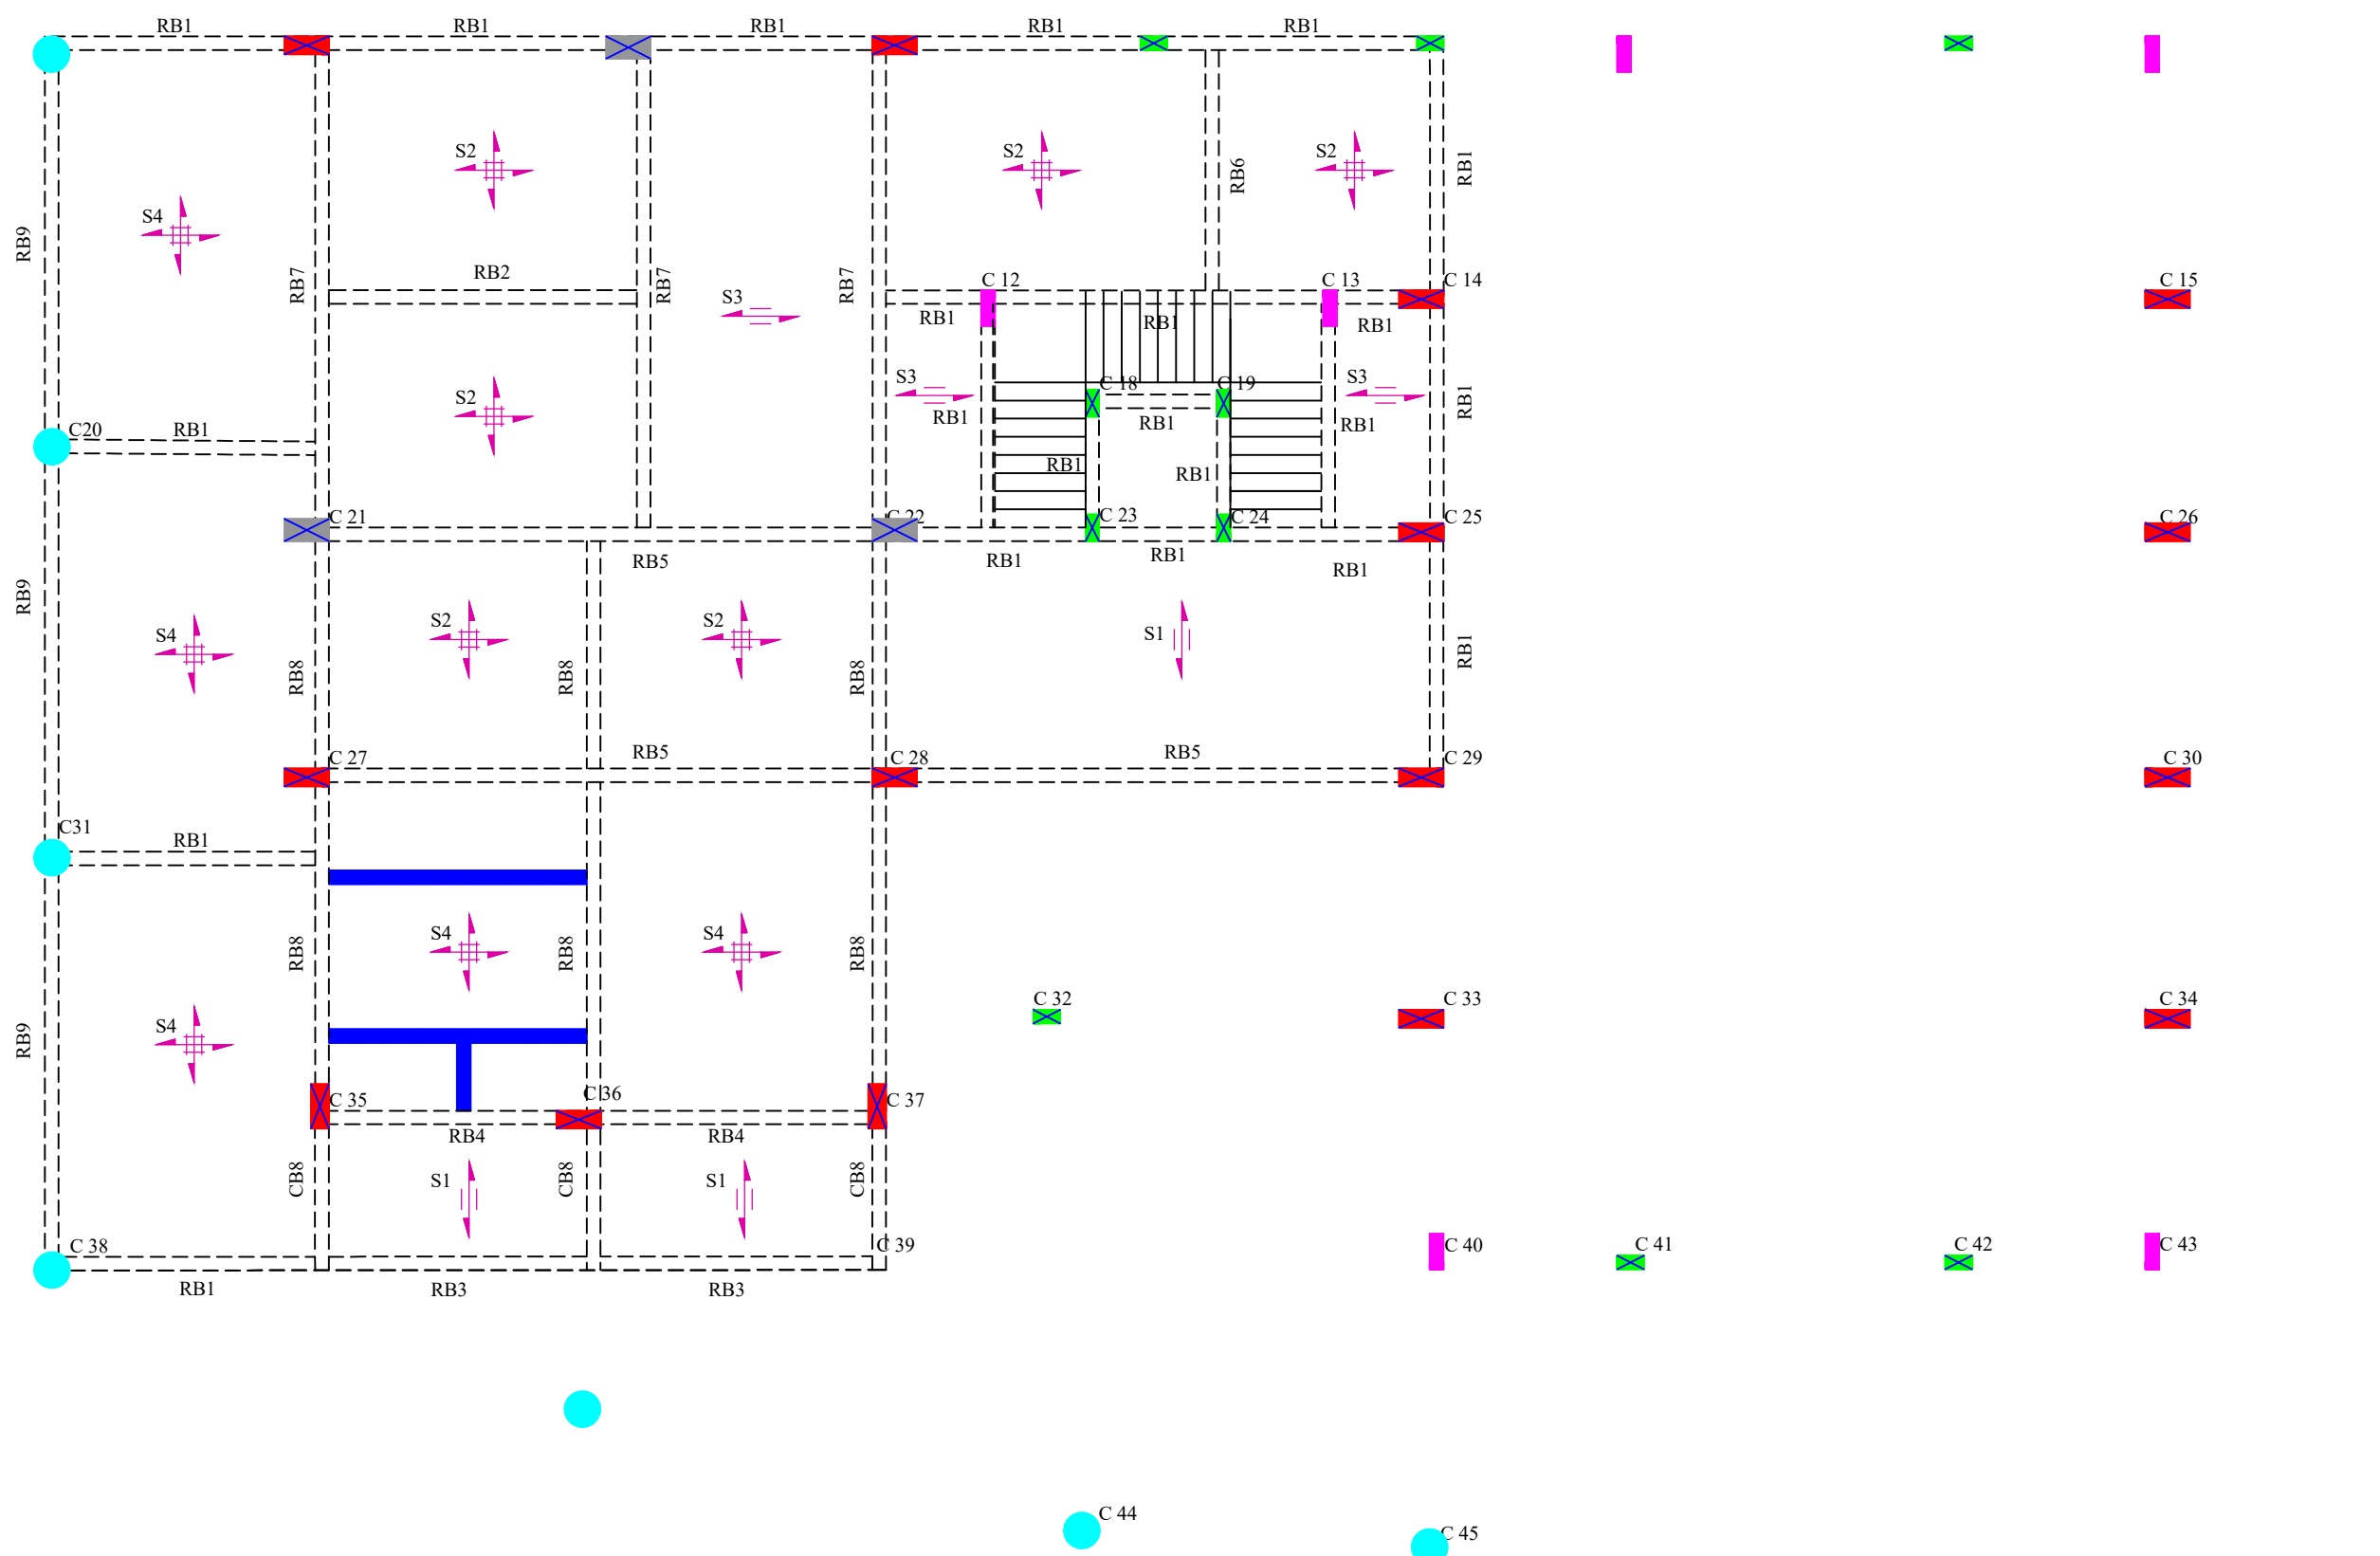 RB1
RB1
RB1
RB1
RB1
S2
S2
S2
RB1
RB6
S4
RB9
RB7
RB2
RB7
S3
RB7
C 12
C 13
C 14
C 15
RB1
RB1
RB1
S3
C 18
C 19
S3
RB1
S2
RB1
RB1
RB1
C20
RB1
RB1
RB1
C 21
C 22
C 23
C 24
C 25
C 26
RB5
RB1
RB1
RB1
RB9
S4
S2
S2
S1
RB1
RB8
RB8
RB8
C 27
RB5
C 28
RB5
C 29
C 30
C31
RB1
S4
S4
RB8
RB8
RB8
C 32
C 33
C 34
RB9
S4
C 35
C 36
C 37
RB4
RB4
CB8
S1
CB8
S1
CB8
C 38
C 39
C 40
C 41
C 42
C 43
RB1
RB3
RB3
C 44
C 45